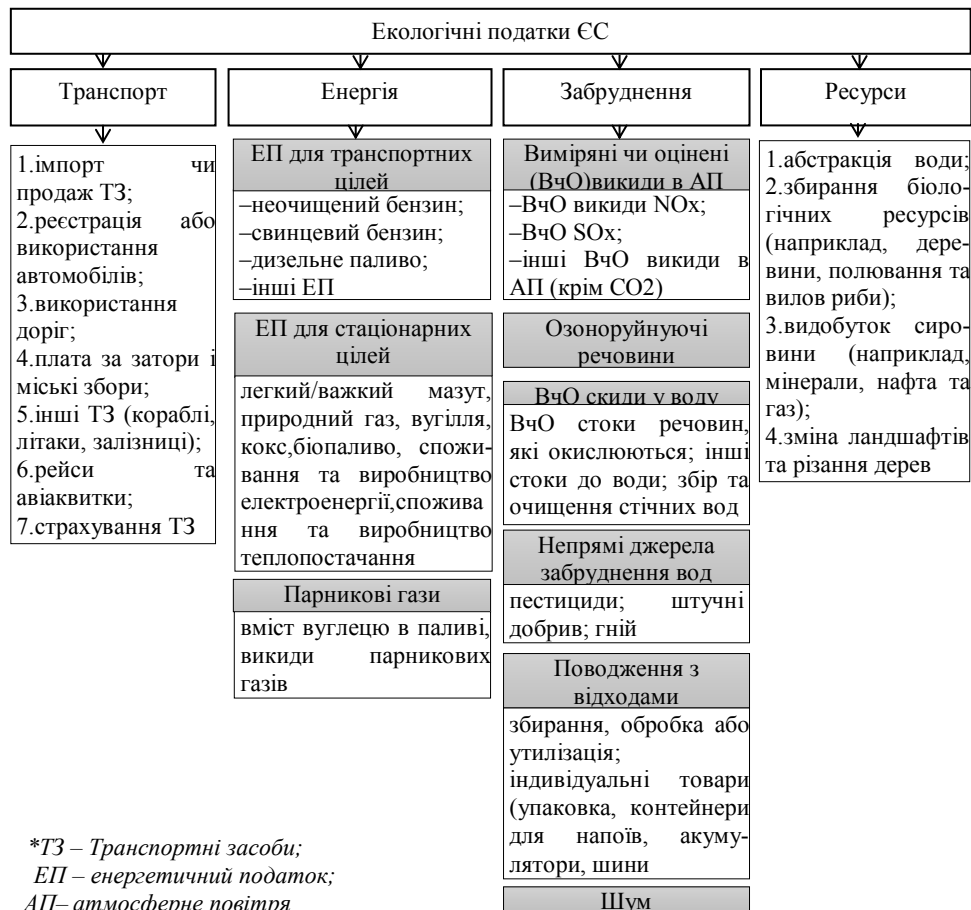 Екологічні податки ЄС
Транспорт
1.імпорт чи
продаж ТЗ;
2.реєстрація або
використання
автомобілів;
3.використання
доріг;
4.плата за затори і
міські збори;
5.інші ТЗ (кораблі,
літаки, залізниці);
6.рейси та
авіаквитки;
7.страхування ТЗ
Енергія
ЕП для транспортних
цілей
–неочищений бензин;
–свинцевий бензин;
–дизельне паливо;
–інші ЕП
ЕП для стаціонарних
цілей
легкий/важкий мазут,
природний газ, вугілля,
кокс,біопаливо, спожи-
вання та виробництво
електроенергії,спожива
ння та виробництво
теплопостачання
Парникові гази
вміст вуглецю в паливі,
викиди парникових
газів
Забруднення
Виміряні чи оцінені
(ВчО)викиди в АП
–ВчО викиди NOx;
–ВчО SOx;
–інші ВчО викиди в
АП (крім CO2)
Озоноруйнуючі
речовини
ВчО скиди у воду
ВчО стоки речовин,
які окислюються; інші
стоки до води; збір та
очищення стічних вод
Непрямі джерела
забруднення вод
пестициди; штучні
добрив; гній
Поводження з
відходами
збирання, обробка або
утилізація;
індивідуальні товари
(упаковка, контейнери
для напоїв, акуму-
лятори, шини
Шум
Ресурси
1.абстракція води;
2.збирання біоло-
гічних ресурсів
(наприклад, дере-
вини, полювання та
вилов риби);
3.видобуток сиро-
вини (наприклад,
мінерали, нафта та
газ);
4.зміна ландшафтів
та різання дерев
*ТЗ – Транспортні засоби;
ЕП – енергетичний податок;
АП– атмосферне повітря